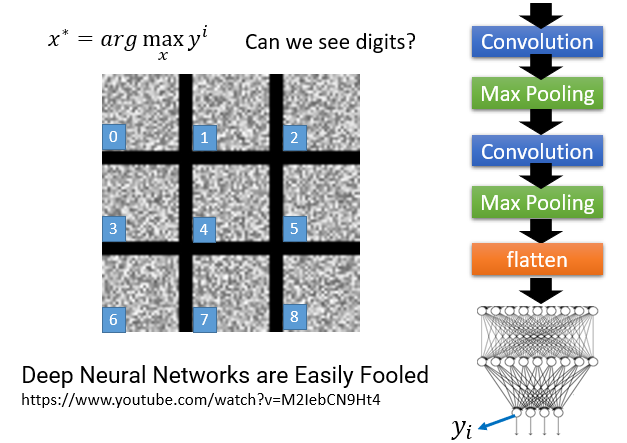 x* = arg max y^i
x
Can we see digits?
0
1
2
3
4
5
6
7
8
Deep Neural Networks are Easily Fooled
https://www.youtube.com/watch?v=M2IebCN9Ht4
Convolution
Max Pooling
Convolution
Max Pooling
flatten
y_i